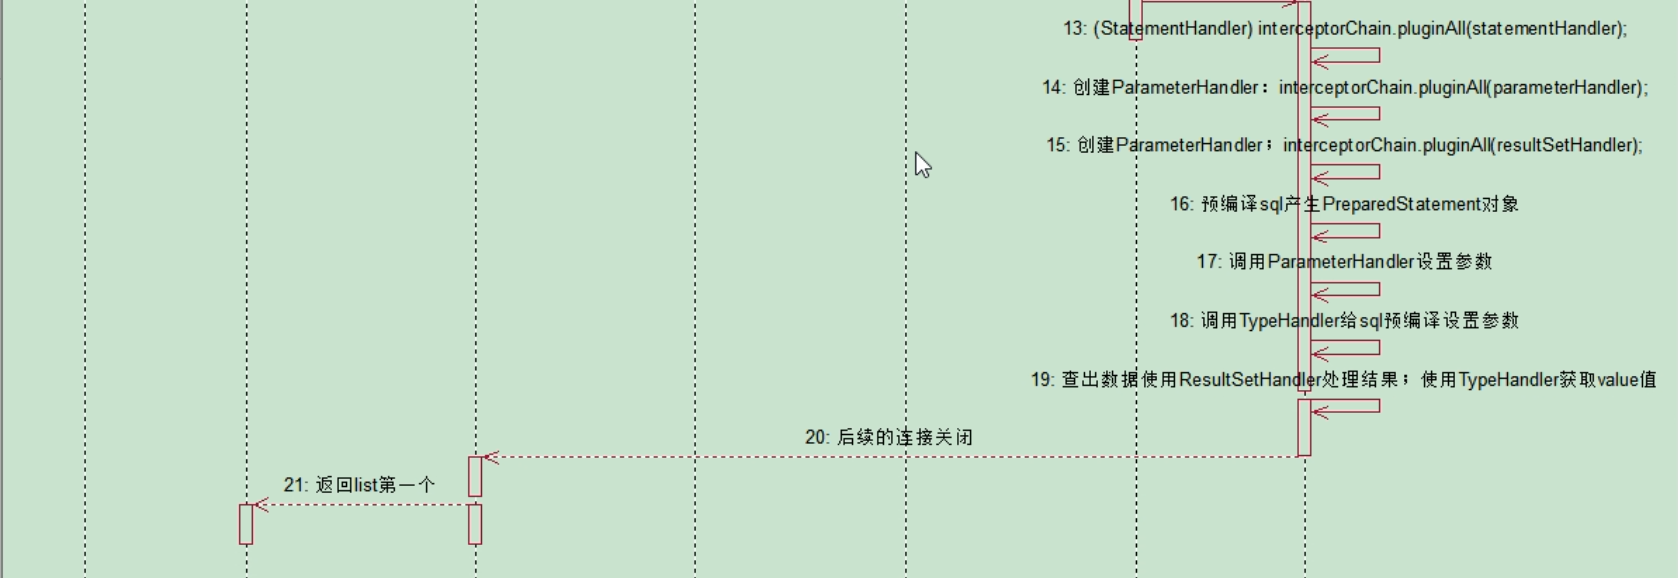 13: (StatementHandler) interceptorChain.pluginAll(statementHandler);
14: 创建ParameterHandler：interceptorChain.pluginAll(parameterHandler);
15: 创建ParameterHandler；interceptorChain.pluginAll(resultSetHandler);
16: 预编译sql产生PreparedStatement对象
17: 调用ParameterHandler设置参数
18: 调用TypeHandler给sql预编译设置参数
19: 查出数据使用ResultSetHandler处理结果；使用TypeHandler获取value值
20: 后续的连接关闭
21: 返回list第一个